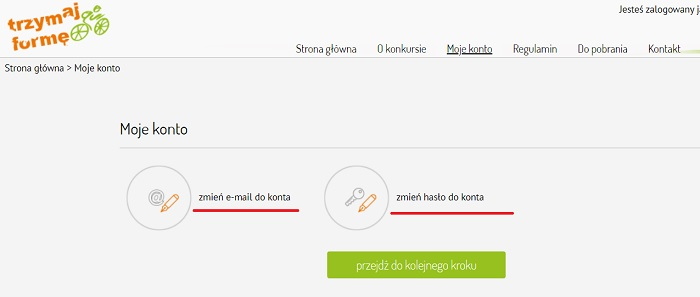 trzymaj
formę
Jesteś zalogowany
Strona główna O konkursie Moje konto Regulamin Do pobrania Kontakt
Strona główna > Moje konto
Moje konto
zmień e-mail do konta zmień hasło do konta
przejdź do kolejnego kroku